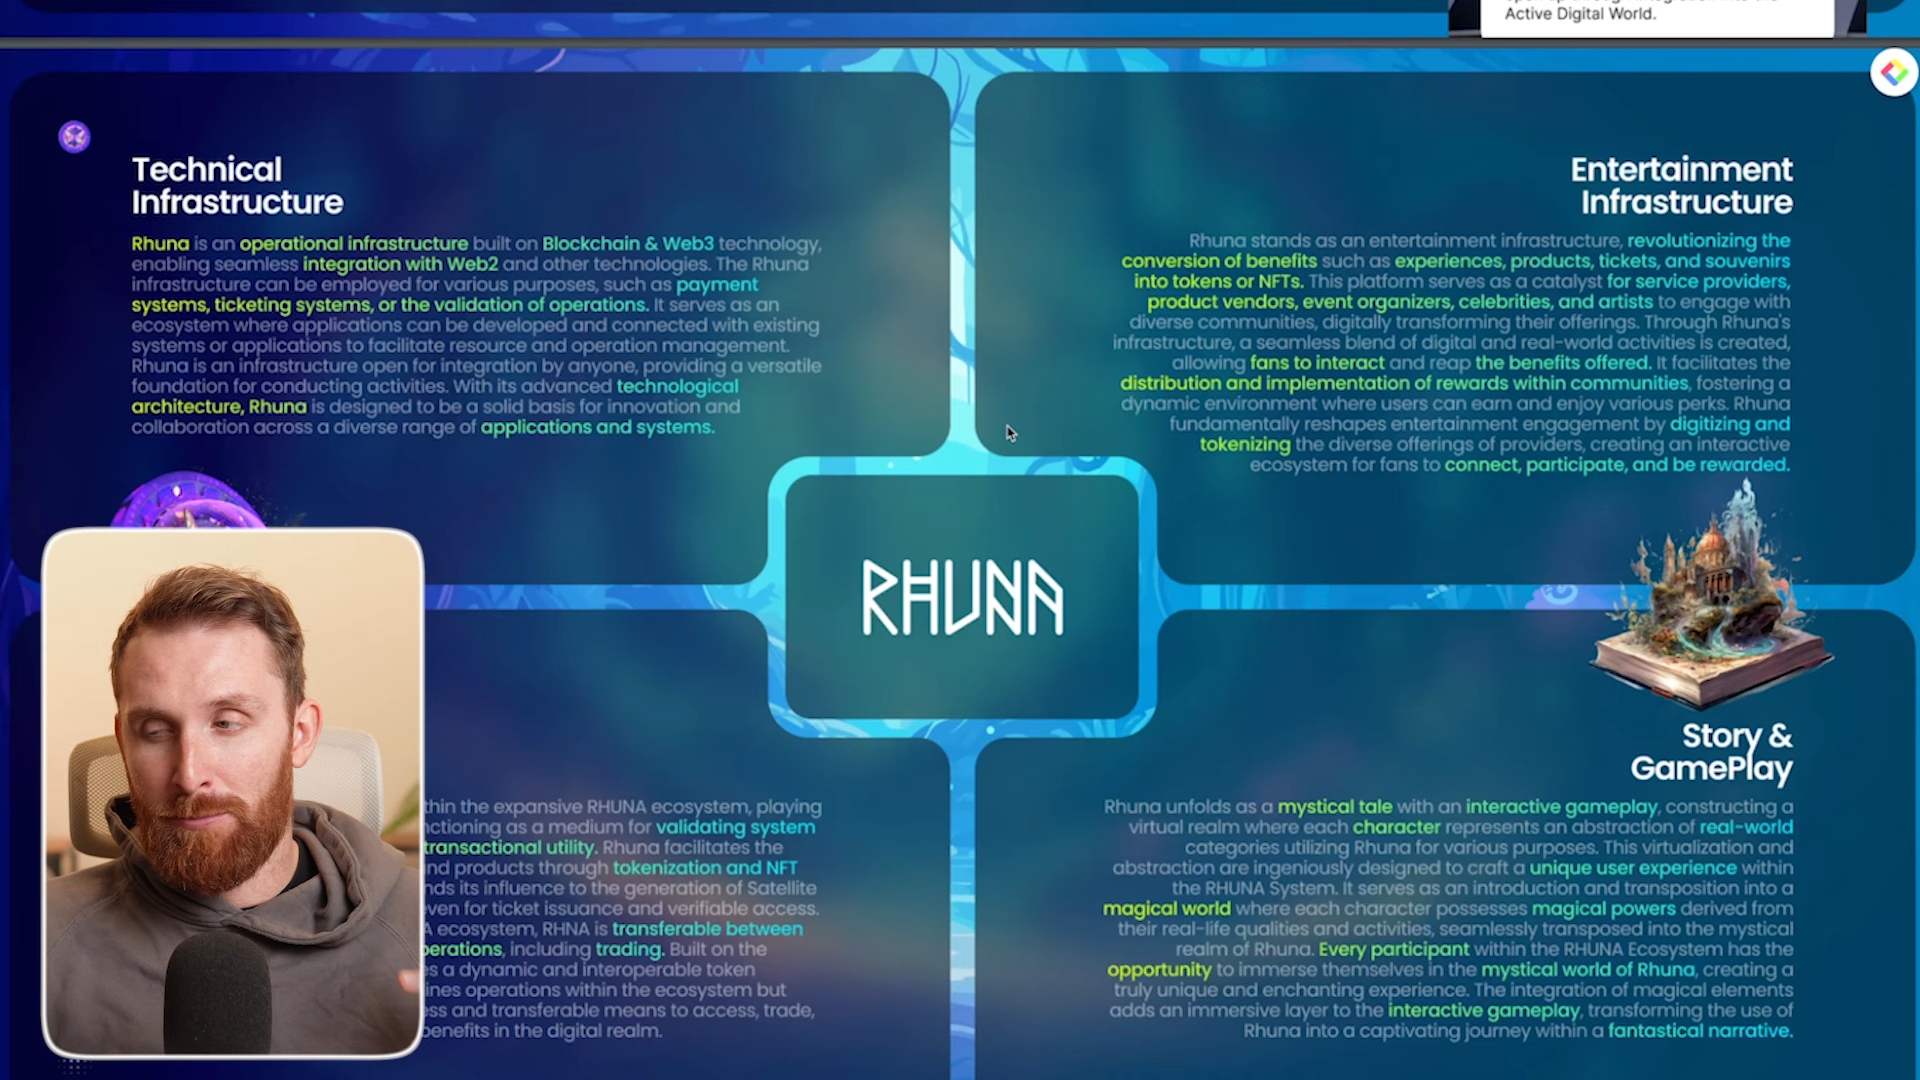 Active Digital World.
Technical
Infrastructure
Rhuna is an operational infrastructure built on Blockchain & Web3 technology,
enabling seamless integration with Web2 and other technologies. The Rhuna
infrastructure can be employed for various purposes, such as payment
systems, ticketing systems, or the validation of operations. It serves as an
ecosystem where applications can be developed and connected with existing
systems or applications to facilitate resource and operation management.
Rhuna is an infrastructure open for integration by anyone, providing a versatile
foundation for conducting activities. With its advanced technological
architecture, Rhuna is designed to be a solid basis for innovation and
collaboration across a diverse range of applications and systems.
Entertainment
Infrastructure
Rhuna stands as an entertainment infrastructure, revolutionizing the
conversion of benefits such as experiences, products, tickets, and souvenirs
into tokens or NFTs. This platform serves as a catalyst for service providers,
product vendors, event organizers, celebrities, and artists to engage with
diverse communities, digitally transforming their offerings. Through Rhuna's
infrastructure, a seamless blend of digital and real-world activities is created,
allowing fans to interact and reap the benefits offered. It facilitates the
distribution and implementation of rewards within communities, fostering a
dynamic environment where users can earn and enjoy various perks. Rhuna
fundamentally reshapes entertainment engagement by digitizing and
tokenizing the diverse offerings of providers, creating an interactive
ecosystem for fans to connect, participate, and be rewarded.
RHUNA
the expansive RHUNA ecosystem, playing
as a medium for validating system
transactional utility. Rhuna facilitates the
products through tokenization and NFT
its influence to the generation of Satellite
for ticket issuance and verifiable access.
ecosystem, RHNA is transferable between
including trading. Built on the
a dynamic and interoperable token
operations within the ecosystem but
and transferable means to access, trade,
benefits in the digital realm.
Story &
GamePlay
Rhuna unfolds as a mystical tale with an interactive gameplay, constructing a
virtual realm where each character represents an abstraction of real-world
categories utilizing Rhuna for various purposes. This virtualization and
abstraction are ingeniously designed to craft a unique user experience within
the RHUNA System. It serves as an introduction and transposition into a
magical world where each character possesses magical powers derived from
their real-life qualities and activities, seamlessly transposed into the mystical
realm of Rhuna. Every participant within the RHUNA Ecosystem has the
opportunity to immerse themselves in the mystical world of Rhuna, creating a
truly unique and enchanting experience. The integration of magical elements
adds an immersive layer to the interactive gameplay, transforming the use of
Rhuna into a captivating journey within a fantastical narrative.